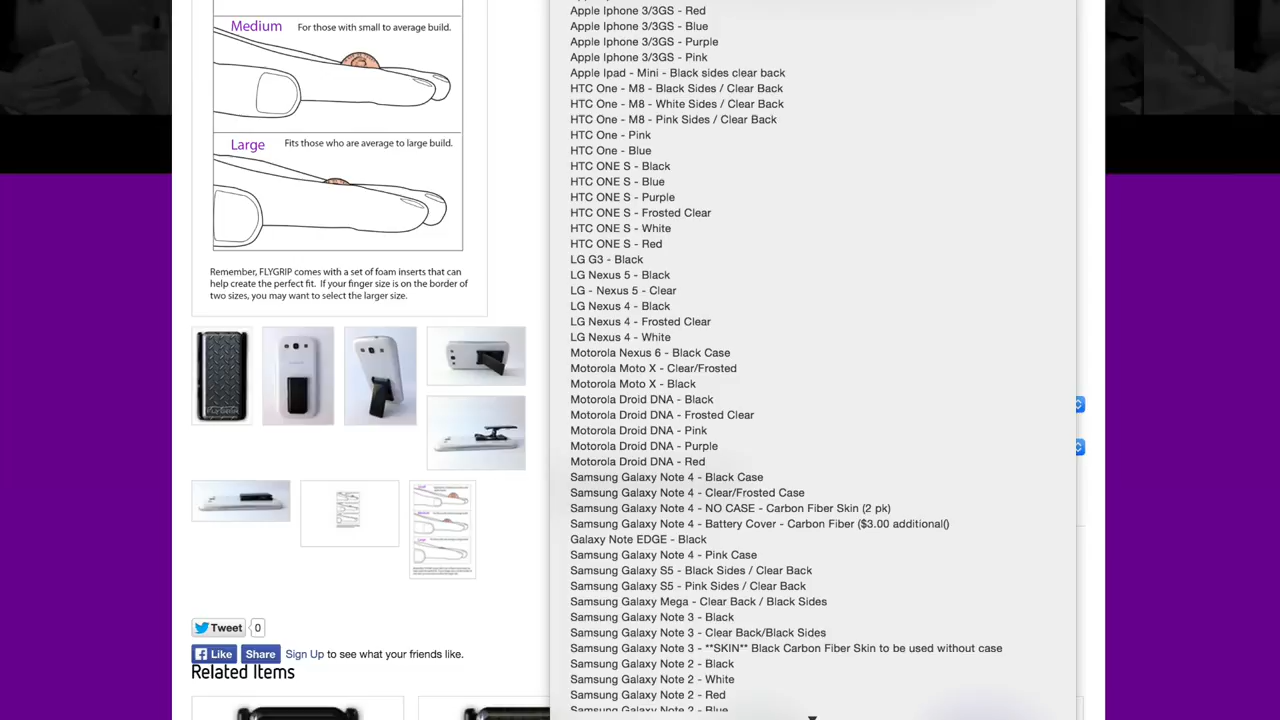 Medium
For those with small to average build.
Large
Fits those who are average to large build.
Remember, FLYGRIP comes with a set of foam inserts that can
help create the perfect fit.  If your finger size is on the border of
two sizes, you may want to select the larger size.
Tweet
0
Like
Share
Sign Up to see what your friends like.
Related Items
Apple Iphone 3/3GS - Red
Apple Iphone 3/3GS - Blue
Apple Iphone 3/3GS - Purple
Apple Iphone 3/3GS - Pink
Apple Ipad - Mini - Black sides clear back
HTC One - M8 - Black Sides / Clear Back
HTC One - M8 - White Sides / Clear Back
HTC One - M8 - Pink Sides / Clear Back
HTC One - Pink
HTC One - Blue
HTC ONE S - Black
HTC ONE S - Blue
HTC ONE S - Purple
HTC ONE S - Frosted Clear
HTC ONE S - White
HTC ONE S - Red
LG G3 - Black
LG Nexus 5 - Black
LG - Nexus 5 - Clear
LG Nexus 4 - Black
LG Nexus 4 - Frosted Clear
LG Nexus 4 - White
Motorola Nexus 6 - Black Case
Motorola Moto X - Clear/Frosted
Motorola Moto X - Black
Motorola Droid DNA - Black
Motorola Droid DNA - Frosted Clear
Motorola Droid DNA - Pink
Motorola Droid DNA - Purple
Motorola Droid DNA - Red
Samsung Galaxy Note 4 - Black Case
Samsung Galaxy Note 4 - Clear/Frosted Case
Samsung Galaxy Note 4 - NO CASE - Carbon Fiber Skin (2 pk)
Samsung Galaxy Note 4 - Battery Cover - Carbon Fiber ($3.00 additional()
Galaxy Note EDGE - Black
Samsung Galaxy Note 4 - Pink Case
Samsung Galaxy S5 - Black Sides / Clear Back
Samsung Galaxy S5 - Pink Sides / Clear Back
Samsung Galaxy Mega - Clear Back / Black Sides
Samsung Galaxy Note 3 - Black
Samsung Galaxy Note 3 - Clear Back/Black Sides
Samsung Galaxy Note 3 - **SKIN** Black Carbon Fiber Skin to be used without case
Samsung Galaxy Note 2 - Black
Samsung Galaxy Note 2 - White
Samsung Galaxy Note 2 - Red
Samsung Galaxy Note 2 - Blue